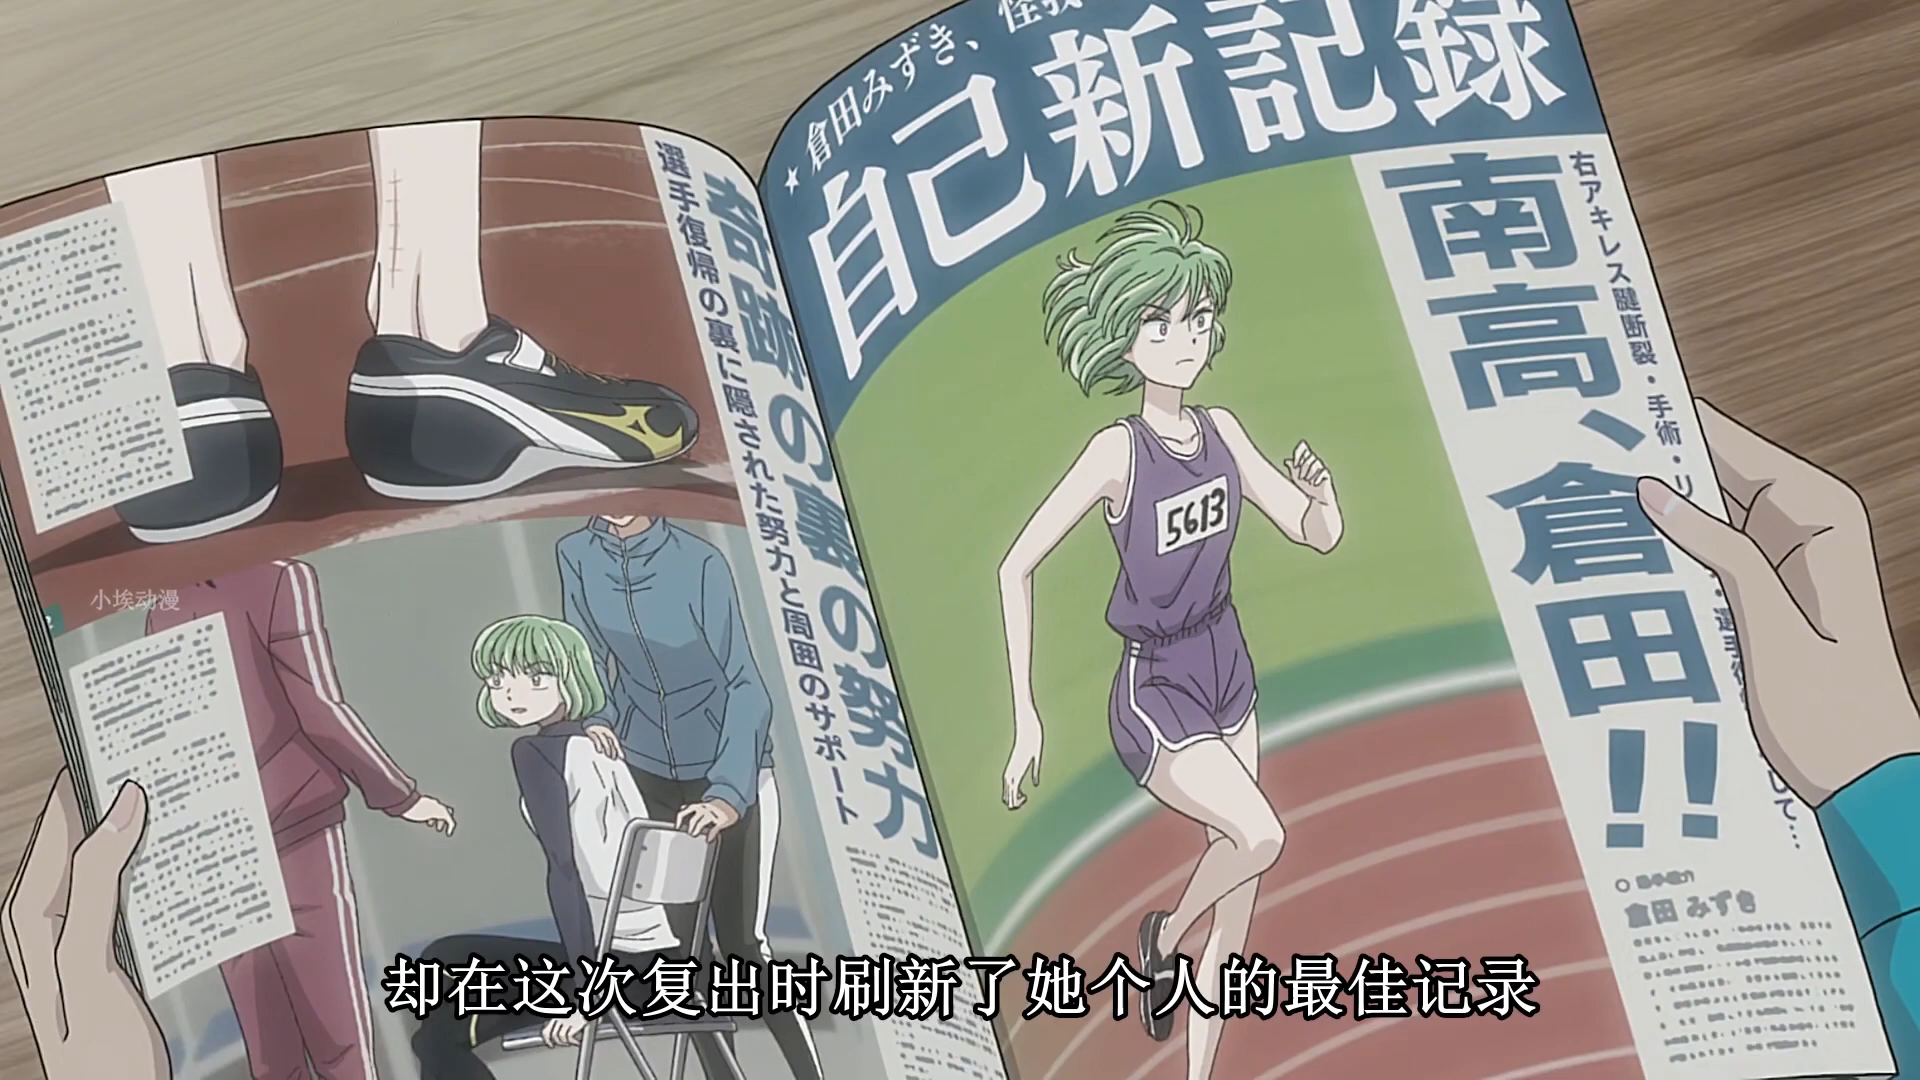 ★倉田みずき、怪我
自己新記録
南高、倉田!!
右アキレス腱断裂・手術・リ
して…
倉田 みずき
5613
奇跡の裏の努力
選手復帰の裏に隠された努力と周囲のサポート
小埃动漫
却在这次复出时刷新了她个人的最佳记录